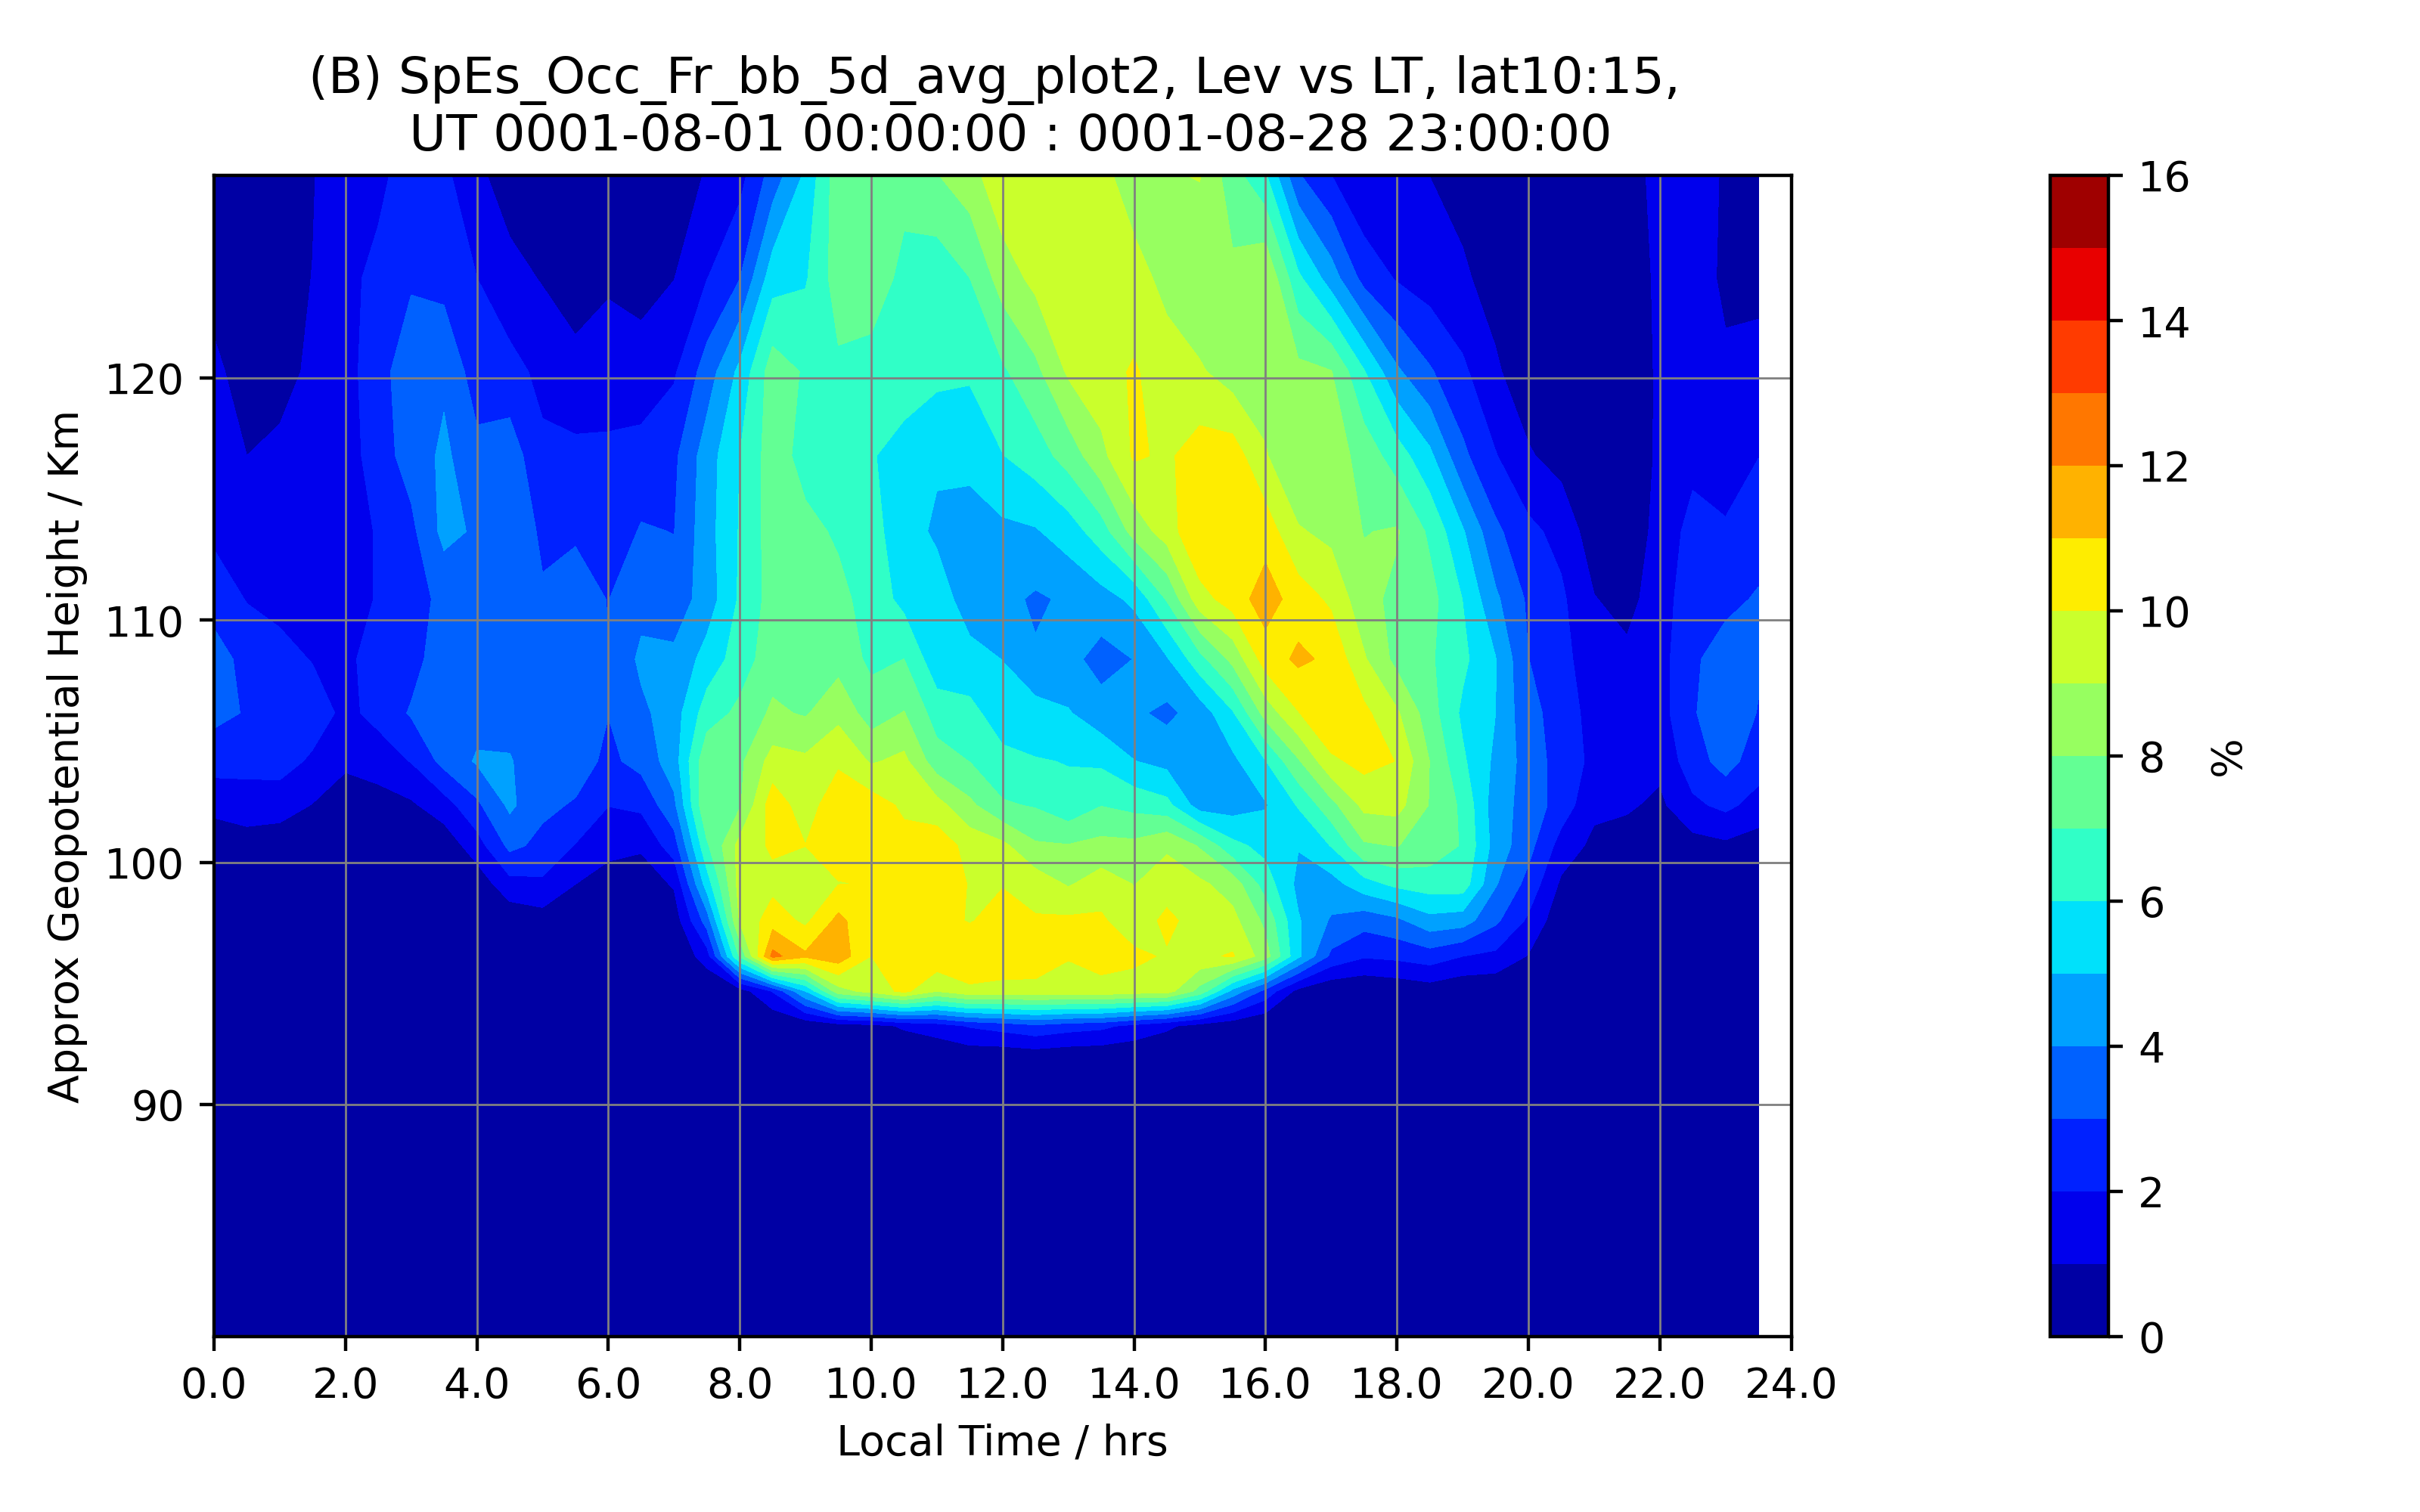 (B) SpEs_Occ_Fr_bb_5d_avg_plot2, Lev vs LT, lat10:15,
UT 0001-08-01 00:00:00 : 0001-08-28 23:00:00
Approx Geopotential Height / Km
120
110
100
90
0.0 2.0 4.0 6.0 8.0 10.0 12.0 14.0 16.0 18.0 20.0 22.0 24.0
Local Time / hrs
16
14
12
10
8
6
4
2
0
%